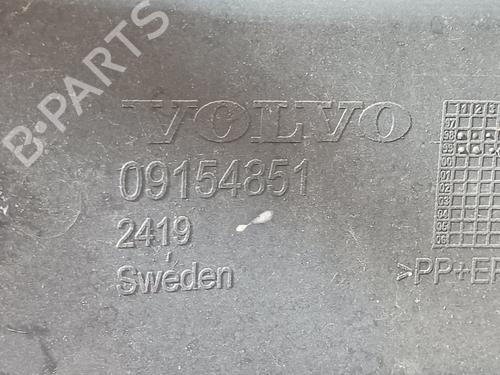 B-PARTS
VOLVO
09154851
2419
Sweden
>PP+EP